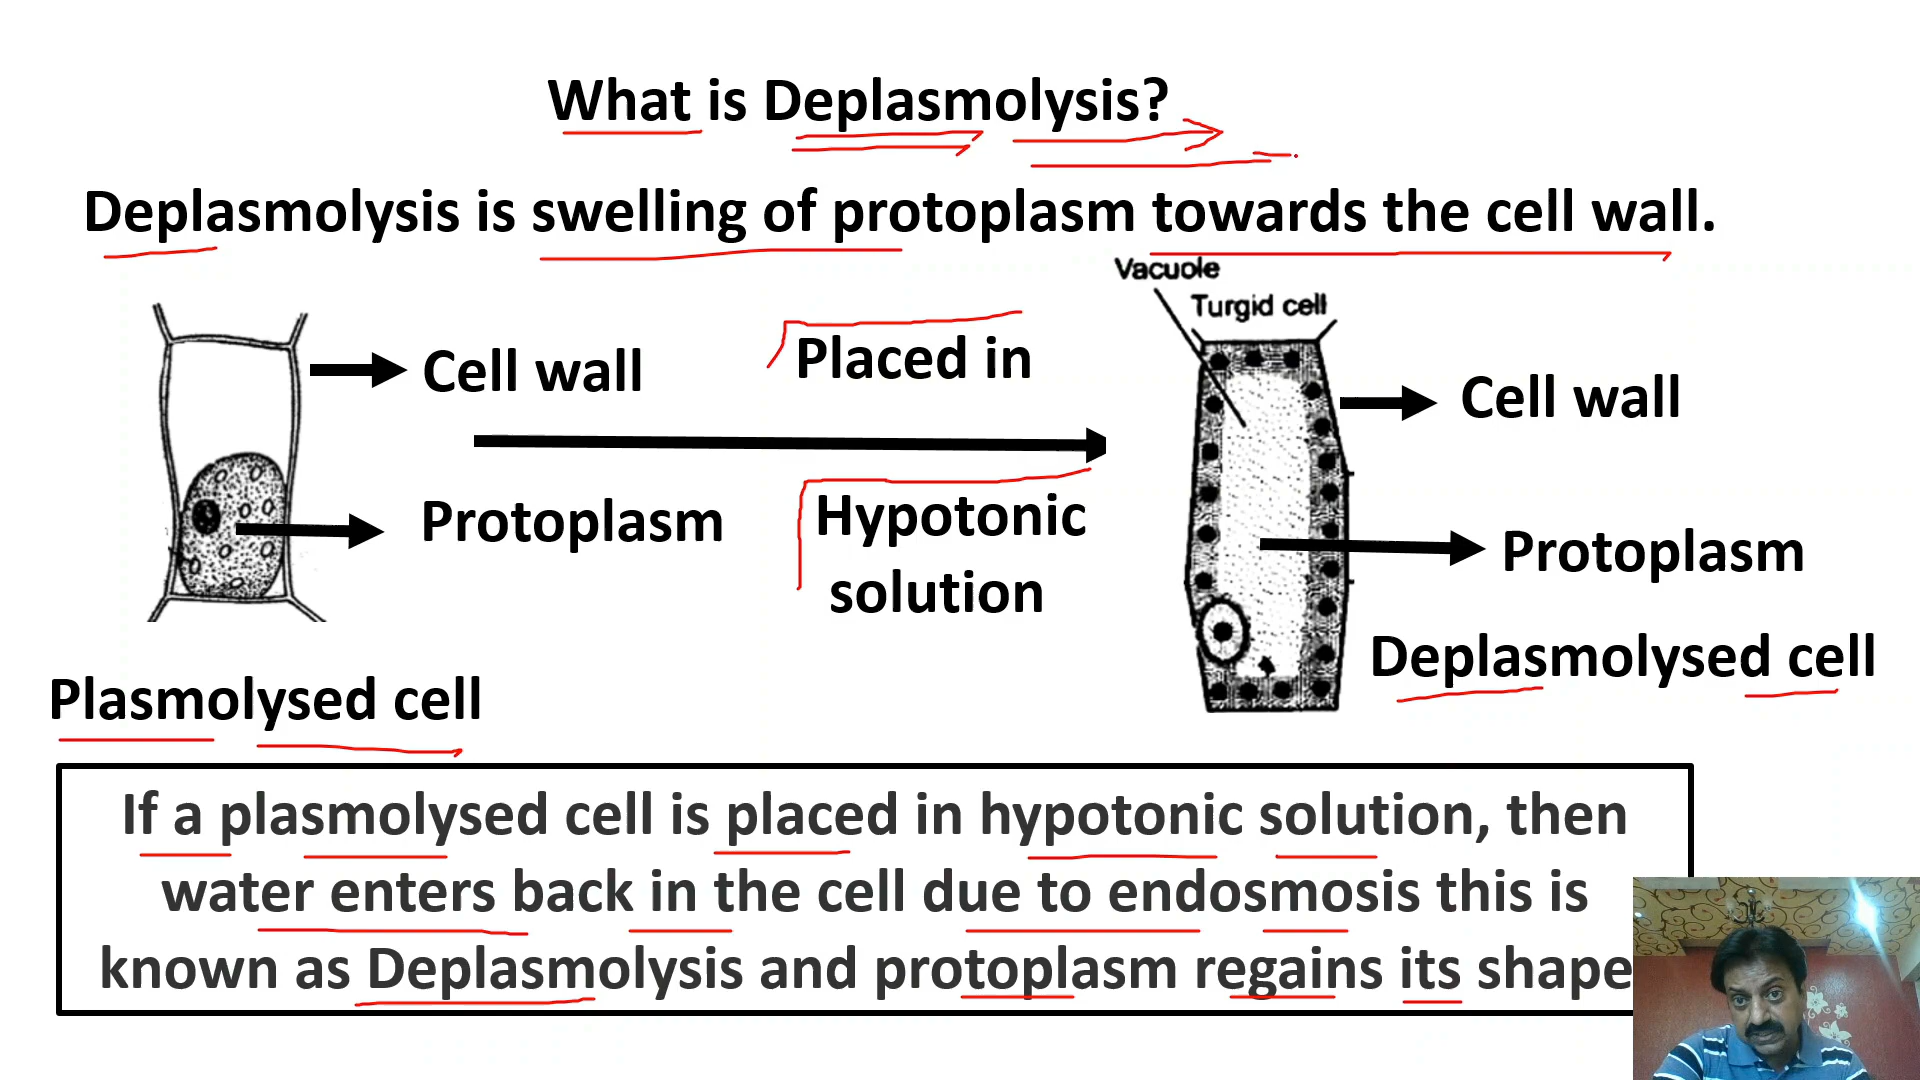 What is Deplasmolysis?
Deplasmolysis is swelling of protoplasm towards the cell wall.
Vacuole
Turgid cell
Cell wall
Placed in
Cell wall
Protoplasm
Hypotonic
solution
Protoplasm
Deplasmolysed cell
Plasmolysed cell
If a plasmolysed cell is placed in hypotonic solution, then
water enters back in the cell due to endosmosis this is
known as Deplasmolysis and protoplasm regains its shape